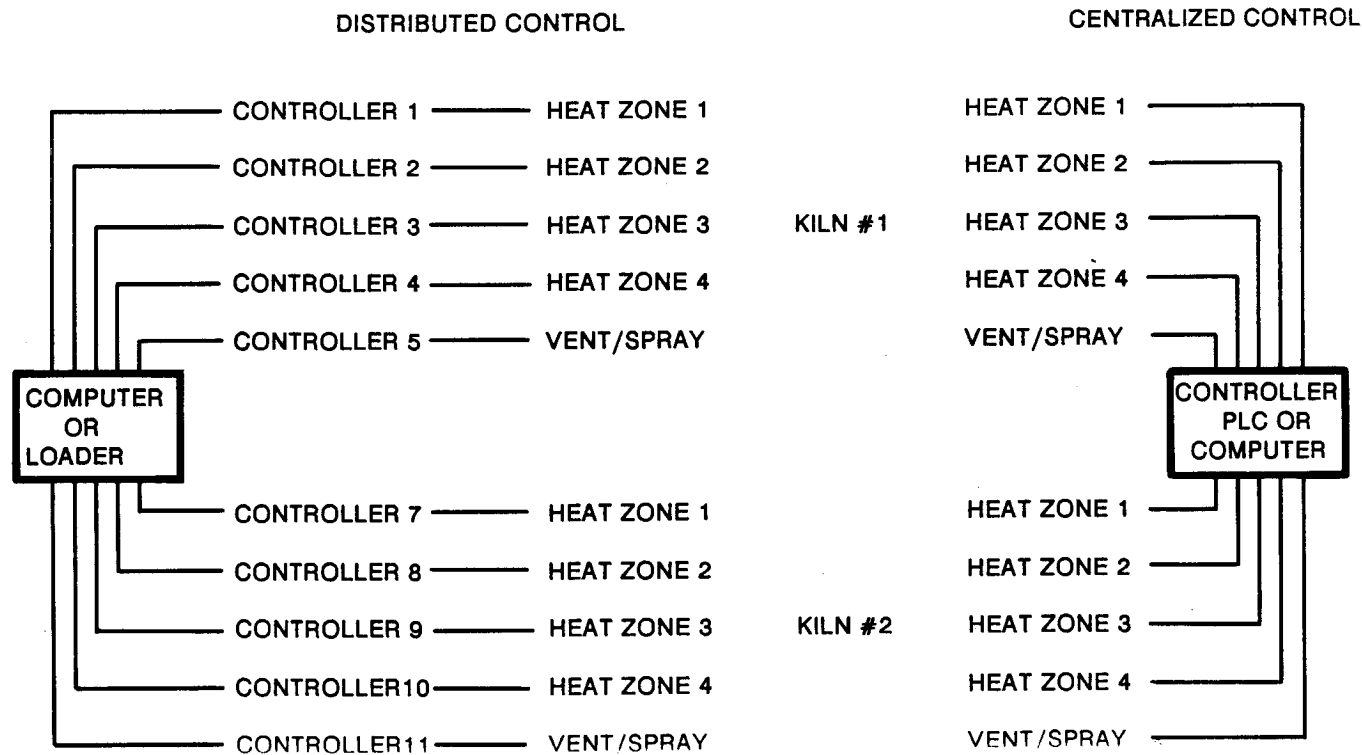 DISTRIBUTED CONTROL
CENTRALIZED CONTROL
CONTROLLER 1 HEAT ZONE 1 HEAT ZONE 1
CONTROLLER 2 HEAT ZONE 2 HEAT ZONE 2
CONTROLLER 3 HEAT ZONE 3 KILN #1 HEAT ZONE 3
CONTROLLER 4 HEAT ZONE 4 HEAT ZONE 4
CONTROLLER 5 VENT/SPRAY VENT/SPRAY
COMPUTER
OR
LOADER
CONTROLLER
PLC OR
COMPUTER
CONTROLLER 7 HEAT ZONE 1 HEAT ZONE 1
CONTROLLER 8 HEAT ZONE 2 HEAT ZONE 2
CONTROLLER 9 HEAT ZONE 3 KILN #2 HEAT ZONE 3
CONTROLLER10 HEAT ZONE 4 HEAT ZONE 4
CONTROLLER11 VENT/SPRAY VENT/SPRAY